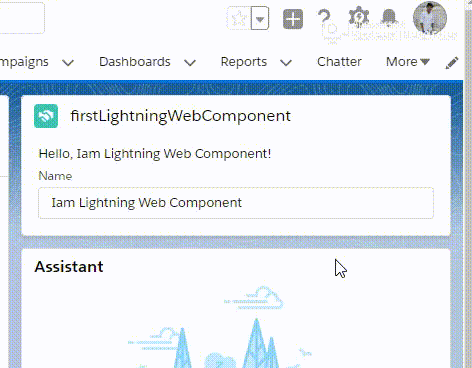 mpaigns Dashboards Reports Chatter More
firstLightningWebComponent
Hello, Iam Lightning Web Component!
Name
Iam Lightning Web Component
Assistant